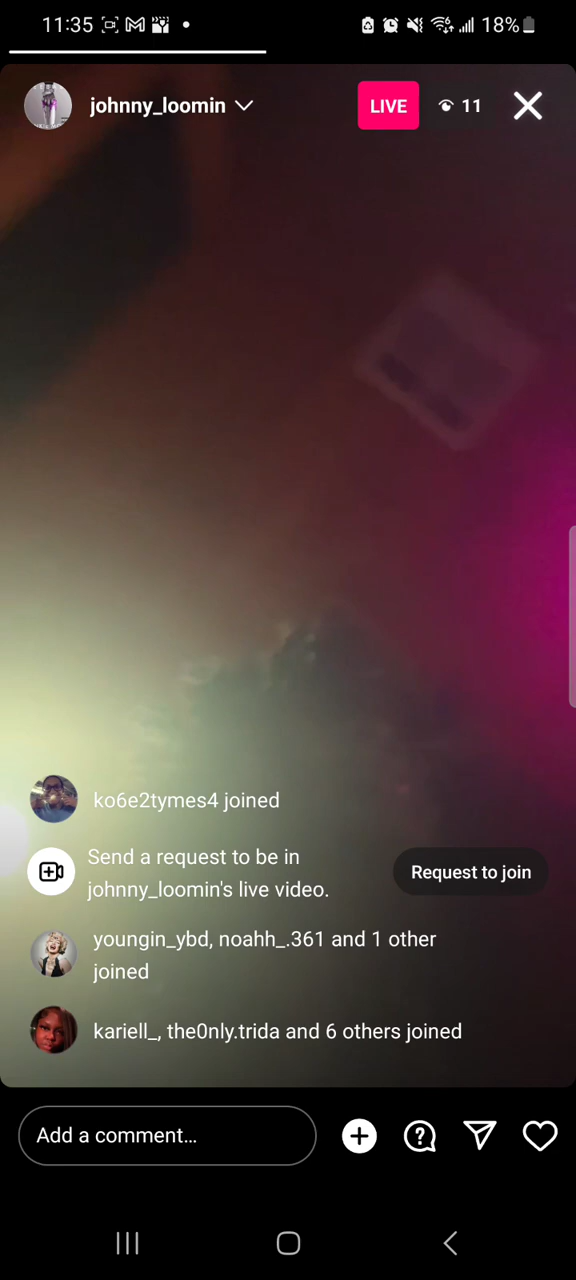 11:35
18%
johnny_loomin
LIVE
11
ko6e2tymes4 joined
Send a request to be in
johnny_loomin's live video.
Request to join
youngin_ybd, noahh_.361 and 1 other
joined
kariell_, the0nly.trida and 6 others joined
Add a comment...